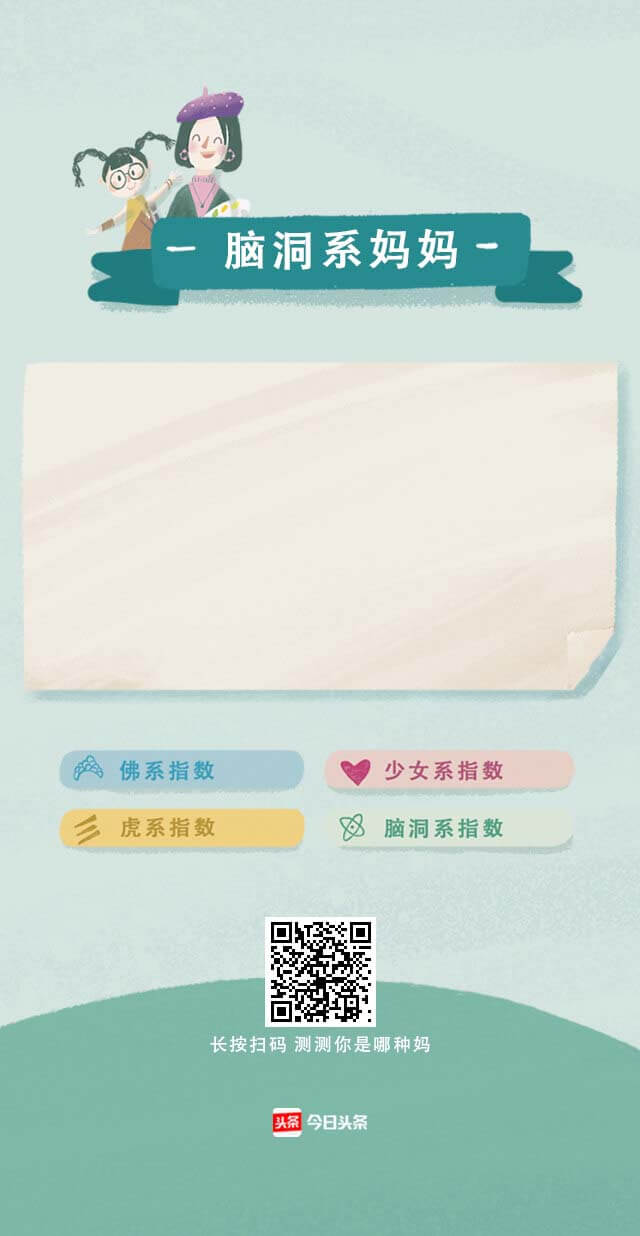 脑洞系妈妈
佛系指数
少女系指数
虎系指数
脑洞系指数
长按扫码 测测你是哪种妈
头条 今日头条